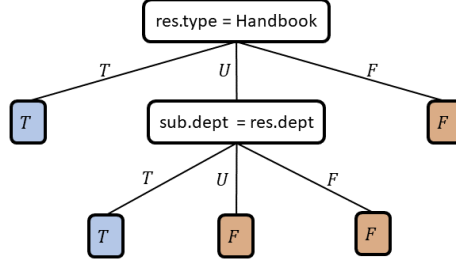 res.type = Handbook
T U F
T sub.dept = res.dept F
T U F
T F F